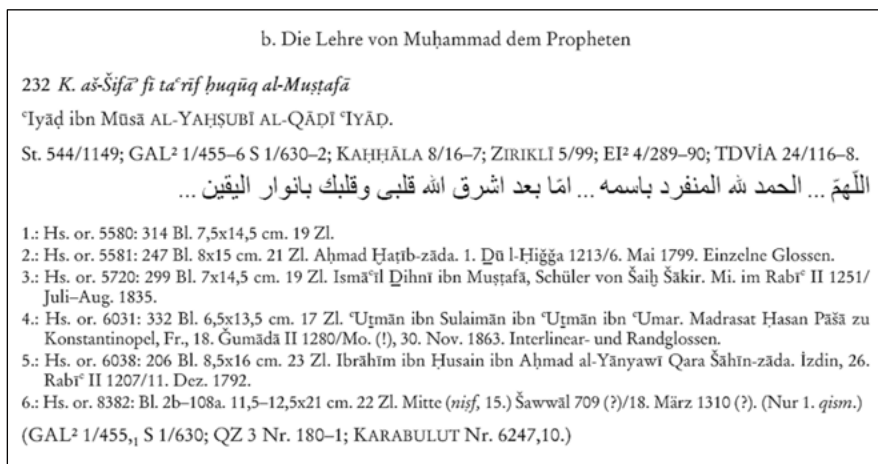 b. Die Lehre von Muḥammad dem Propheten
232 K. aš-Šifāʾ fī taʿrīf ḥuqūq al-Muṣṭafā
ʿIyāḍ ibn Mūsā AL-YAḤṢUBĪ AL-QĀḌĪ ʿIYĀḌ.
St. 544/1149; GAL² 1/455–6 S 1/630–2; KAḤḤĀLA 8/16–7; ZIRIKLĪ 5/99; EI² 4/289–90; TDVİA 24/116–8.
اللّهمّ ... الحمد لله المنفرد باسمه ... امّا بعد اشرق الله قلبى وقلبك بانوار اليقين ...
1.: Hs. or. 5580: 314 Bl. 7,5x14,5 cm. 19 Zl.
2.: Hs. or. 5581: 247 Bl. 8x15 cm. 21 Zl. Aḥmad Ḫaṭīb-zāda. 1. Ḏū l-Ḥiǧǧa 1213/6. Mai 1799. Einzelne Glossen.
3.: Hs. or. 5720: 299 Bl. 7x14,5 cm. 19 Zl. Ismāʿīl Ḏihnī ibn Muṣṭafā, Schüler von Šaiḫ Šākir. Mi. im Rabīʿ II 1251/
Juli–Aug. 1835.
4.: Hs. or. 6031: 332 Bl. 6,5x13,5 cm. 17 Zl. ʿUṯmān ibn Sulaimān ibn ʿUṯmān ibn ʿUmar. Madrasat Ḥasan Pāšā zu
Konstantinopel, Fr., 18. Ǧumādā II 1280/Mo. (!), 30. Nov. 1863. Interlinear- und Randglossen.
5.: Hs. or. 6038: 206 Bl. 8,5x16 cm. 23 Zl. Ibrāhīm ibn Ḥusain ibn Aḥmad al-Yānyawī Qara Šāhīn-zāda. İzdin, 26.
Rabīʿ II 1207/11. Dez. 1792.
6.: Hs. or. 8382: Bl. 2b–108a. 11,5–12,5x21 cm. 22 Zl. Mitte (niṣf, 15.) Šawwāl 709 (?)/18. März 1310 (?). (Nur 1. qism.)
(GAL² 1/455,₁ S 1/630; QZ 3 Nr. 180–1; KARABULUT Nr. 6247,10.)